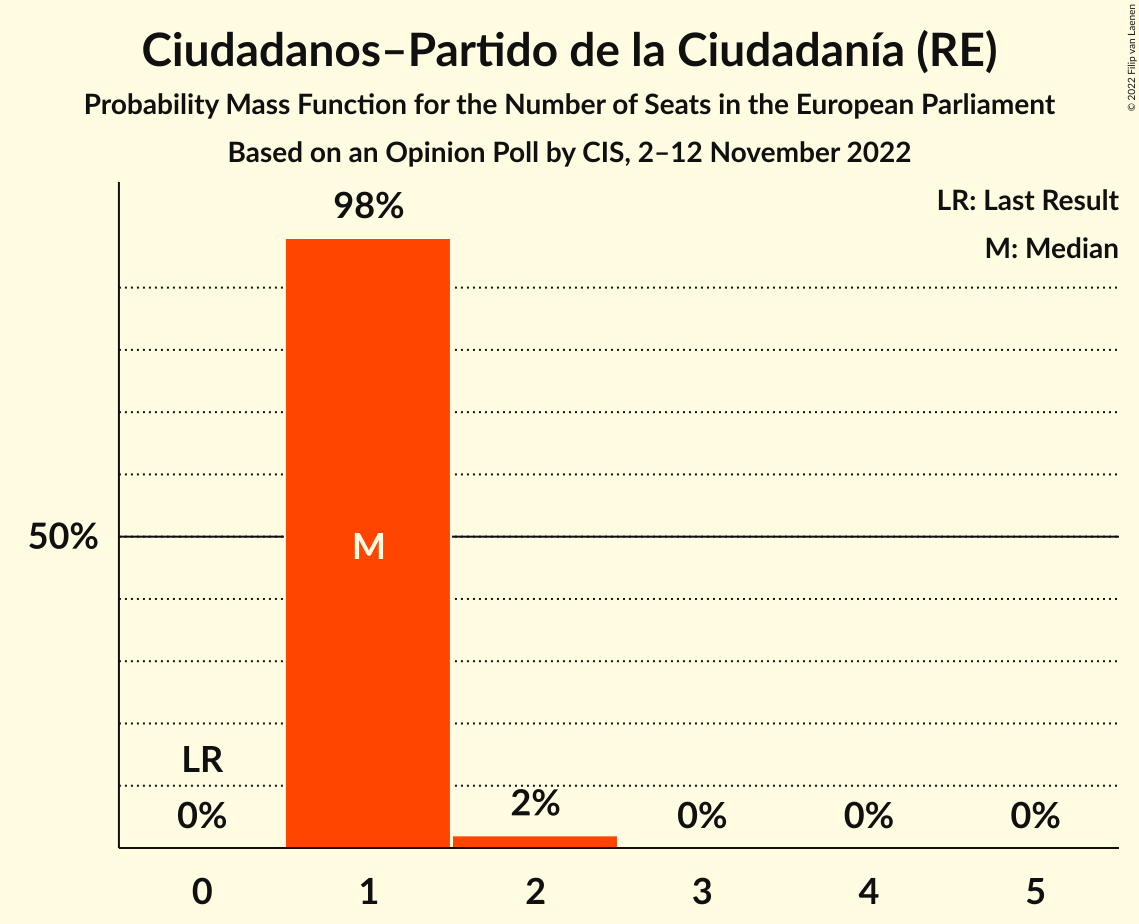 Ciudadanos–Partido de la Ciudadanía (RE)
Probability Mass Function for the Number of Seats in the European Parliament
Based on an Opinion Poll by CIS, 2–12 November 2022
© 2022 Filip van Laenen
LR: Last Result
M: Median
98%
50%
M
LR
0%
2%
0%
0%
0%
0 1 2 3 4 5